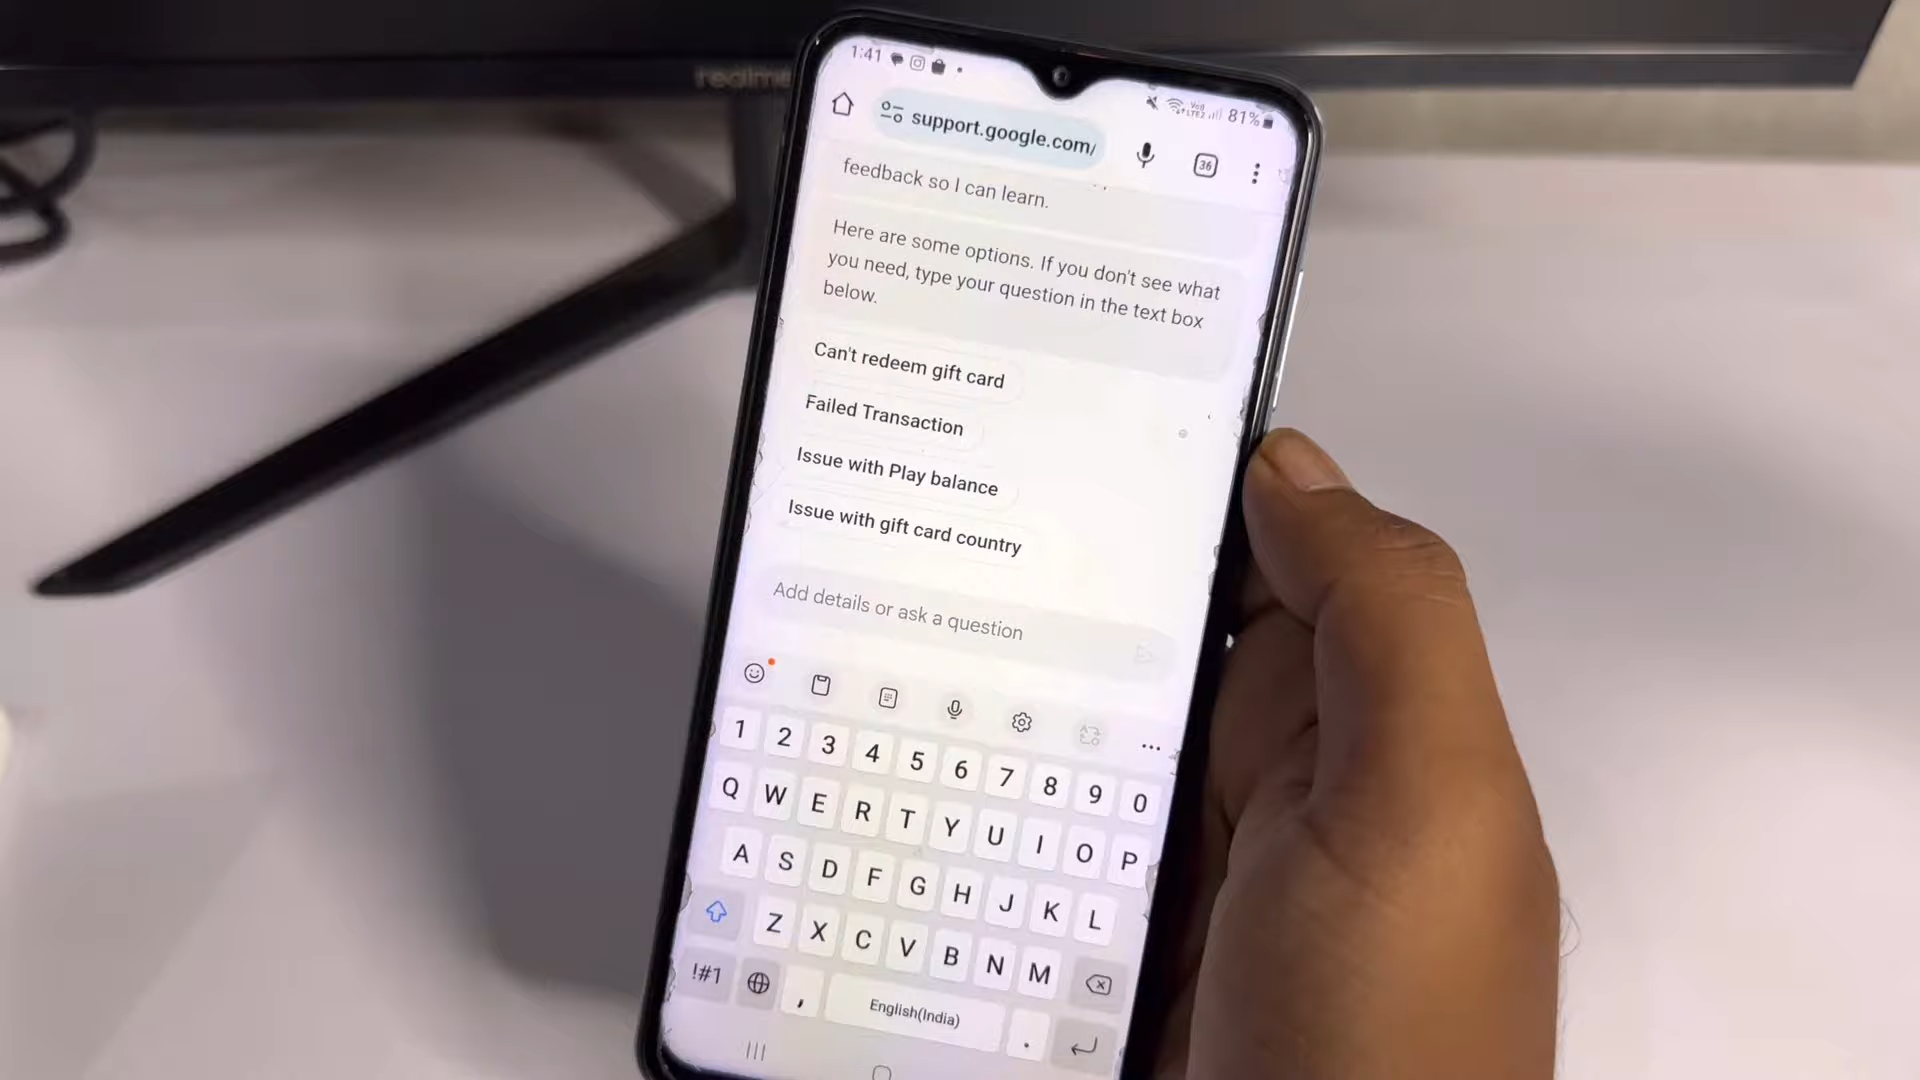 realme
1:41
81%
support.google.com/
36
feedback so I can learn.
Here are some options. If you don't see what
you need, type your question in the text box
below.
Can't redeem gift card
Failed Transaction
Issue with Play balance
Issue with gift card country
Add details or ask a question
1 2 3 4 5 6 7 8 9 0
Q W E R T Y U I O P
A S D F G H J K L
Z X C V B N M
!#1 , English(India) .